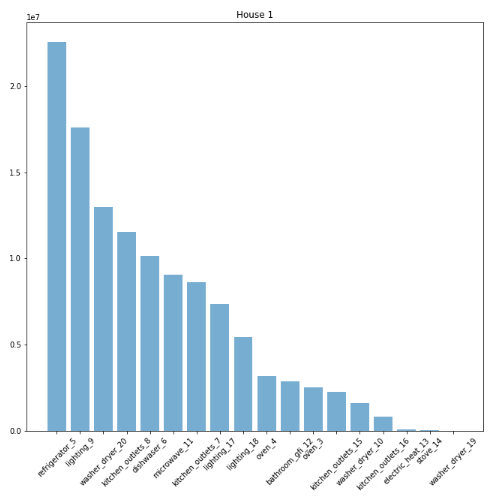 House 1
1e7
2.0
1.5
1.0
0.5
0.0
refrigerator_5
lighting_9
washer_dryer_20
kitchen_outlets_8
dishwaser_6
microwave_11
kitchen_outlets_7
lighting_17
lighting_18
oven_4
bathroom_gfi_12
oven_3
kitchen_outlets_15
washer_dryer_10
kitchen_outlets_16
electric_heat_13
stove_14
washer_dryer_19